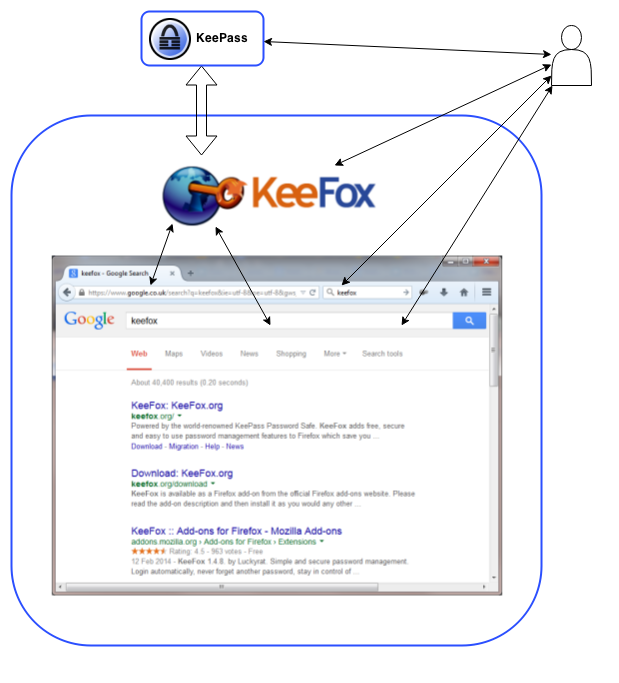 KeePass
KeeFox
keefox - Google Search
https://www.google.co.uk/search?q=keefox&ie=utf-8&oe=utf-8&gws
keefox
Google
keefox
Web Maps Videos News Shopping More Search tools
About 40,400 results (0.20 seconds)
KeeFox: KeeFox.org
keefox.org/
Powered by the world-renowned KeePass Password Safe. KeeFox adds free, secure
and easy to use password management features to Firefox which save you ...
Download - Migration - Help - News
Download: KeeFox.org
keefox.org/download
KeeFox is available as a Firefox add-on from the official Firefox add-ons website. Please
read the add-on description and then install it as you would any other ...
KeeFox :: Add-ons for Firefox - Mozilla Add-ons
addons.mozilla.org › Add-ons for Firefox › Extensions
Rating: 4.5 - 963 votes - Free
12 Feb 2014 - KeeFox 1.4.8. by Luckyrat. Simple and secure password management.
Login automatically, never forget another password, stay in control of ...